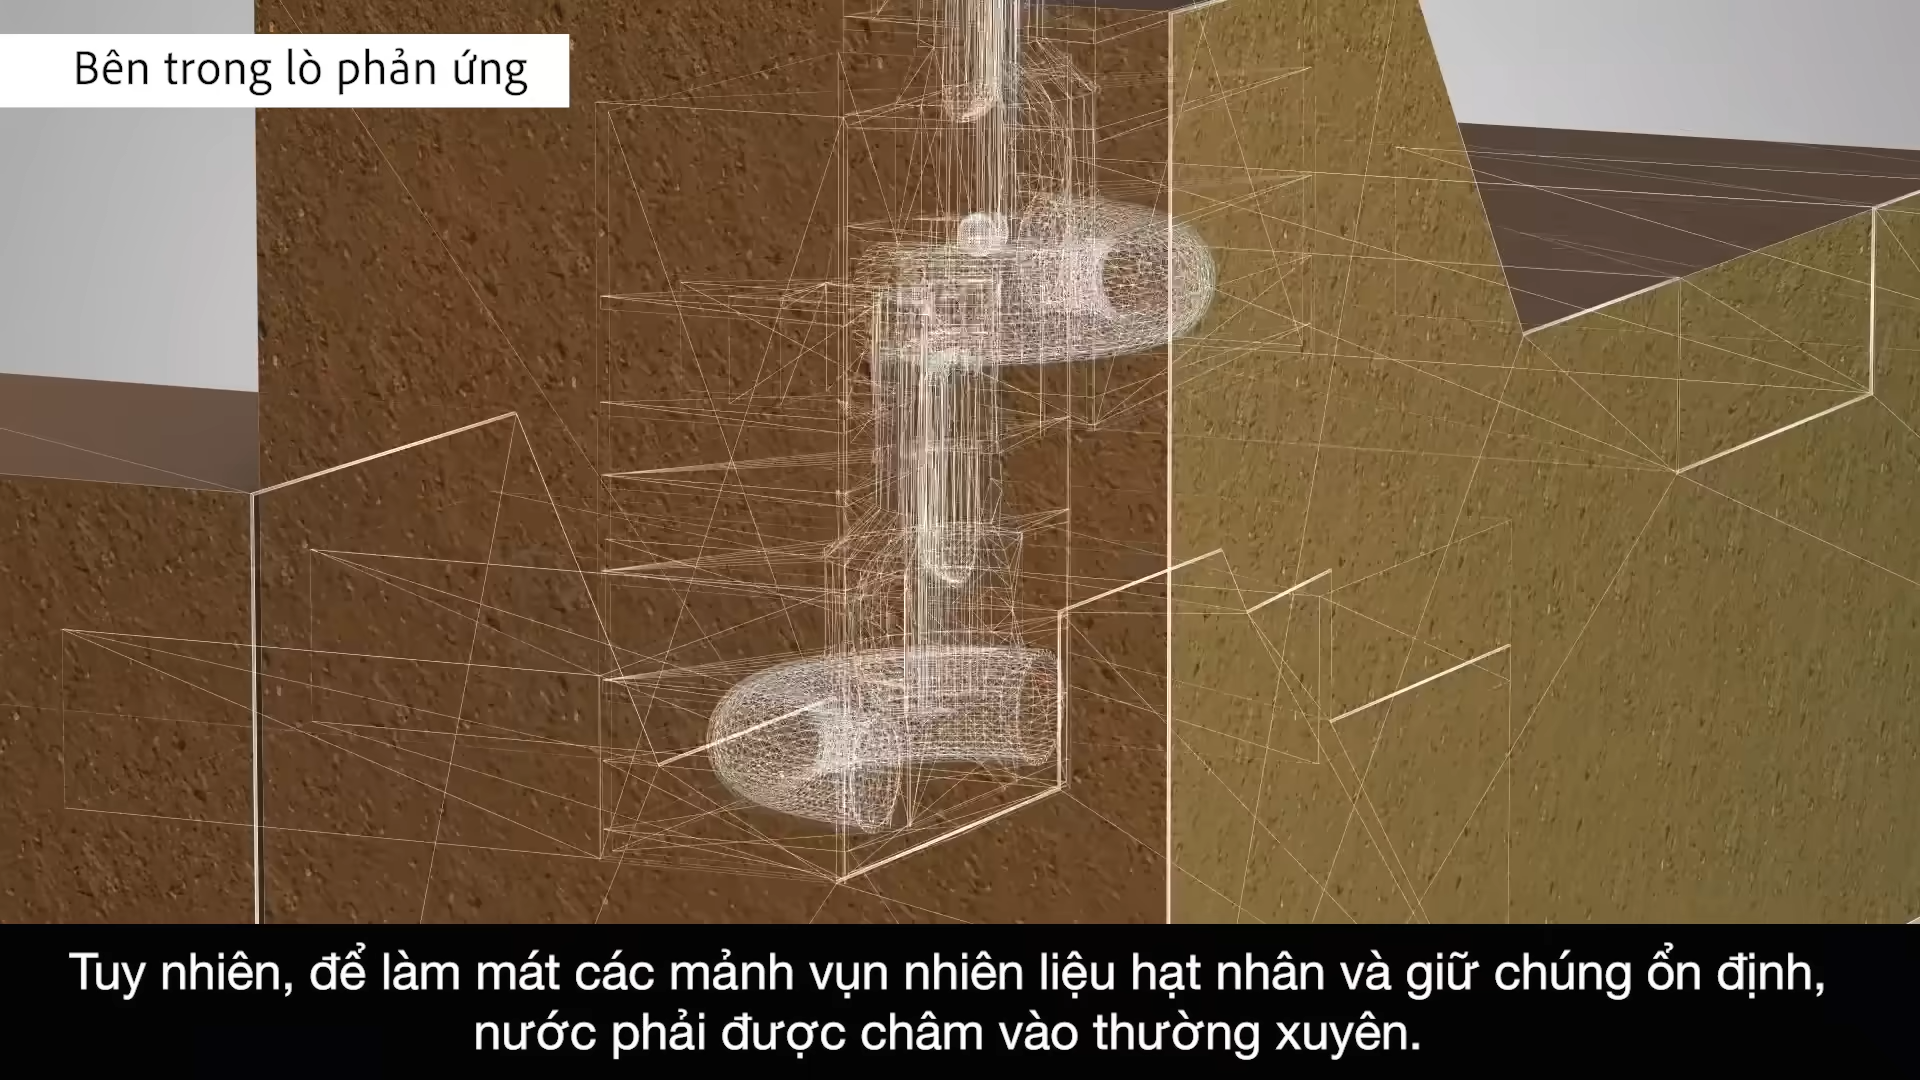 Bên trong lò phản ứng
Tuy nhiên, để làm mát các mảnh vụn nhiên liệu hạt nhân và giữ chúng ổn định,
nước phải được châm vào thường xuyên.